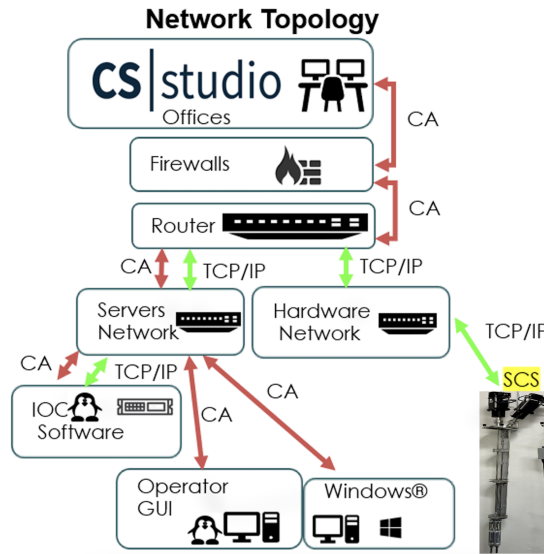 Network Topology
CS|studio
Offices
CA
Firewalls
CA
Router
CA
TCP/IP
TCP/IP
Servers
Network
Hardware
Network
TCP/IP
CA
TCP/IP
SCS
IOC
Software
CA
CA
Operator
GUI
Windows®